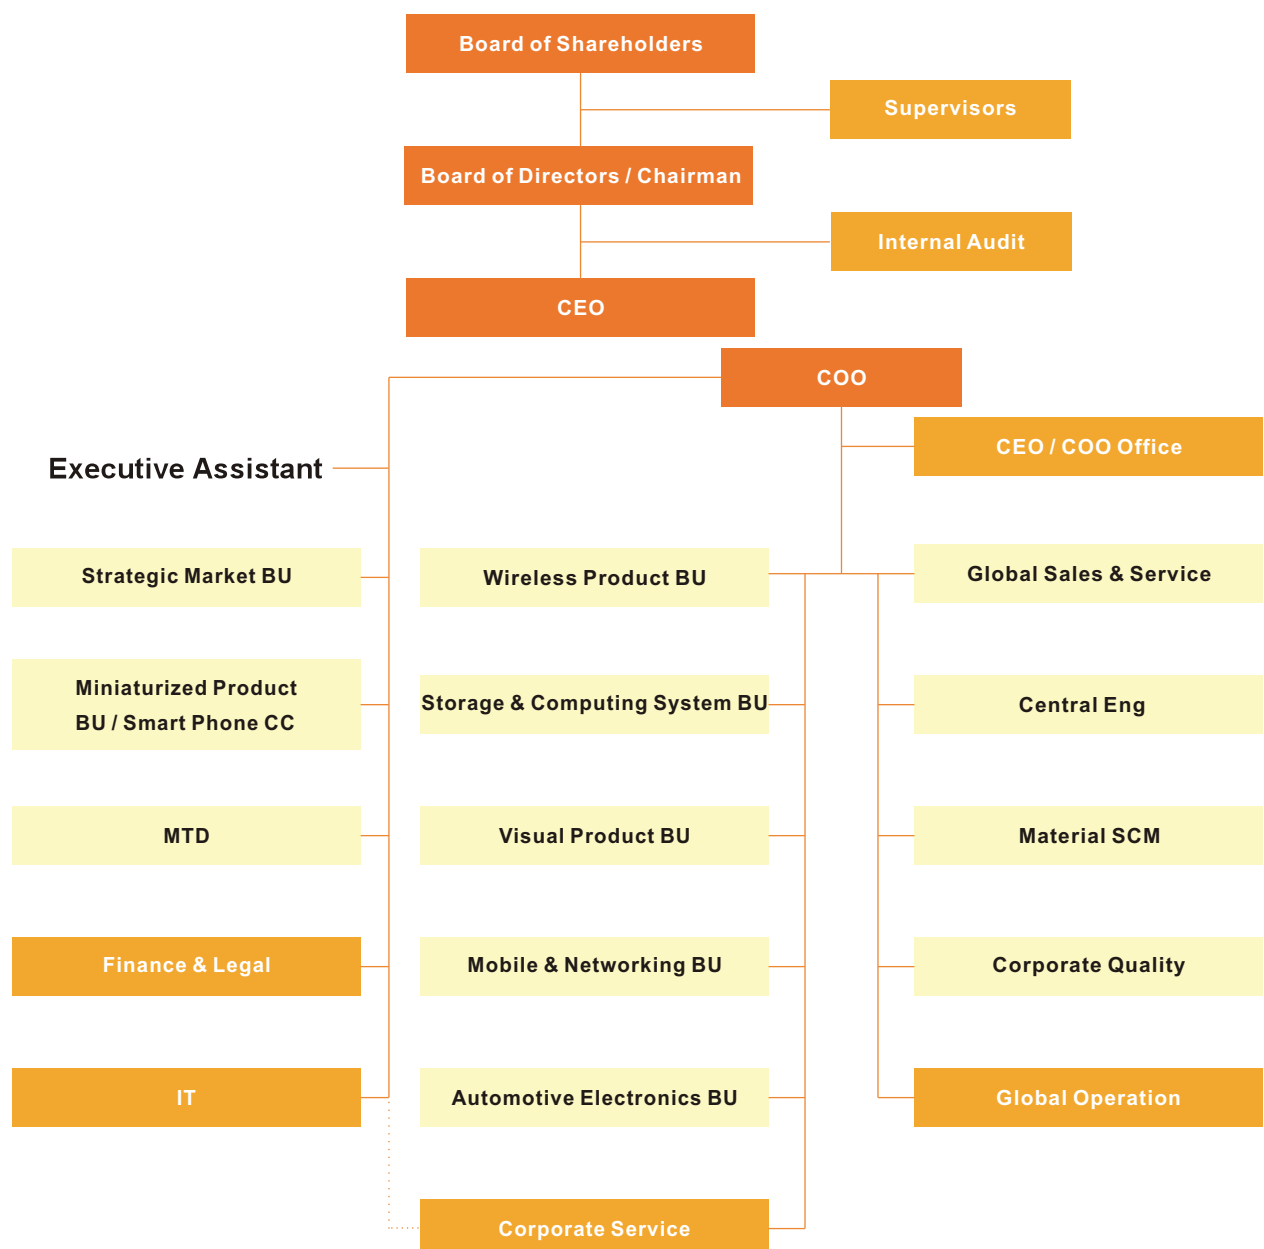 Board of Shareholders
Supervisors
Board of Directors / Chairman
Internal Audit
CEO
COO
CEO / COO Office
Executive Assistant
Strategic Market BU
Wireless Product BU
Global Sales & Service
Miniaturized Product
BU / Smart Phone CC
Storage & Computing System BU
Central Eng
MTD
Visual Product BU
Material SCM
Finance & Legal
Mobile & Networking BU
Corporate Quality
IT
Automotive Electronics BU
Global Operation
Corporate Service